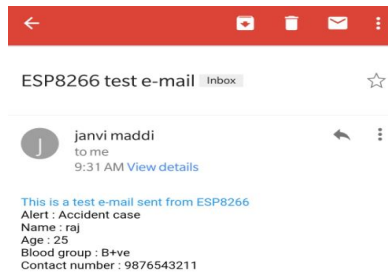 ESP8266 test e-mail Inbox
J
janvi maddi
to me
9:31 AM View details
This is a test e-mail sent from ESP8266
Alert : Accident case
Name : raj
Age : 25
Blood group : B+ve
Contact number : 9876543211